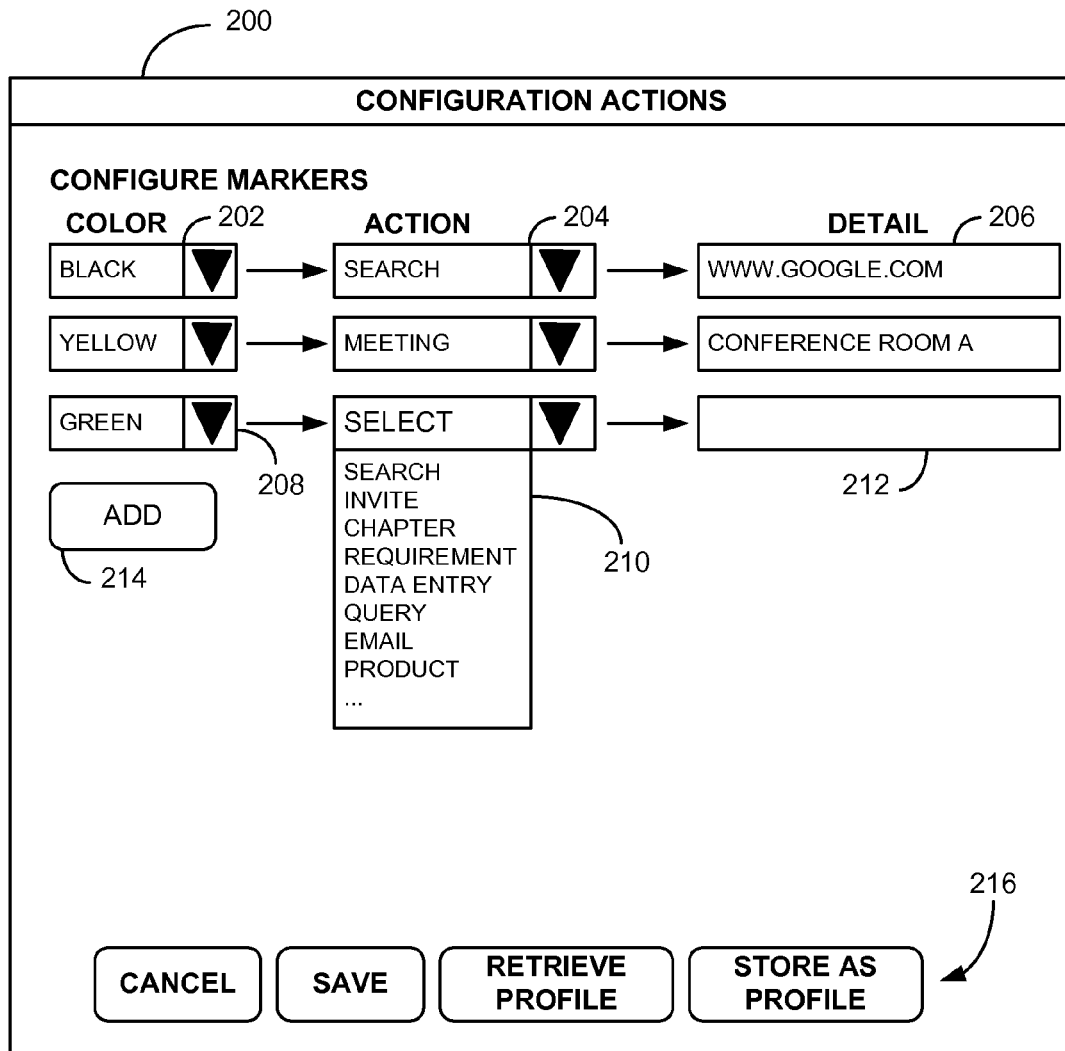 200
CONFIGURATION ACTIONS
CONFIGURE MARKERS
COLOR 202 ACTION 204 DETAIL 206
BLACK SEARCH WWW.GOOGLE.COM
YELLOW MEETING CONFERENCE ROOM A
GREEN SELECT
208
212
SEARCH
INVITE
CHAPTER
REQUIREMENT
DATA ENTRY
QUERY
EMAIL
PRODUCT
...
210
ADD
214
216
CANCEL
SAVE
RETRIEVE
PROFILE
STORE AS
PROFILE